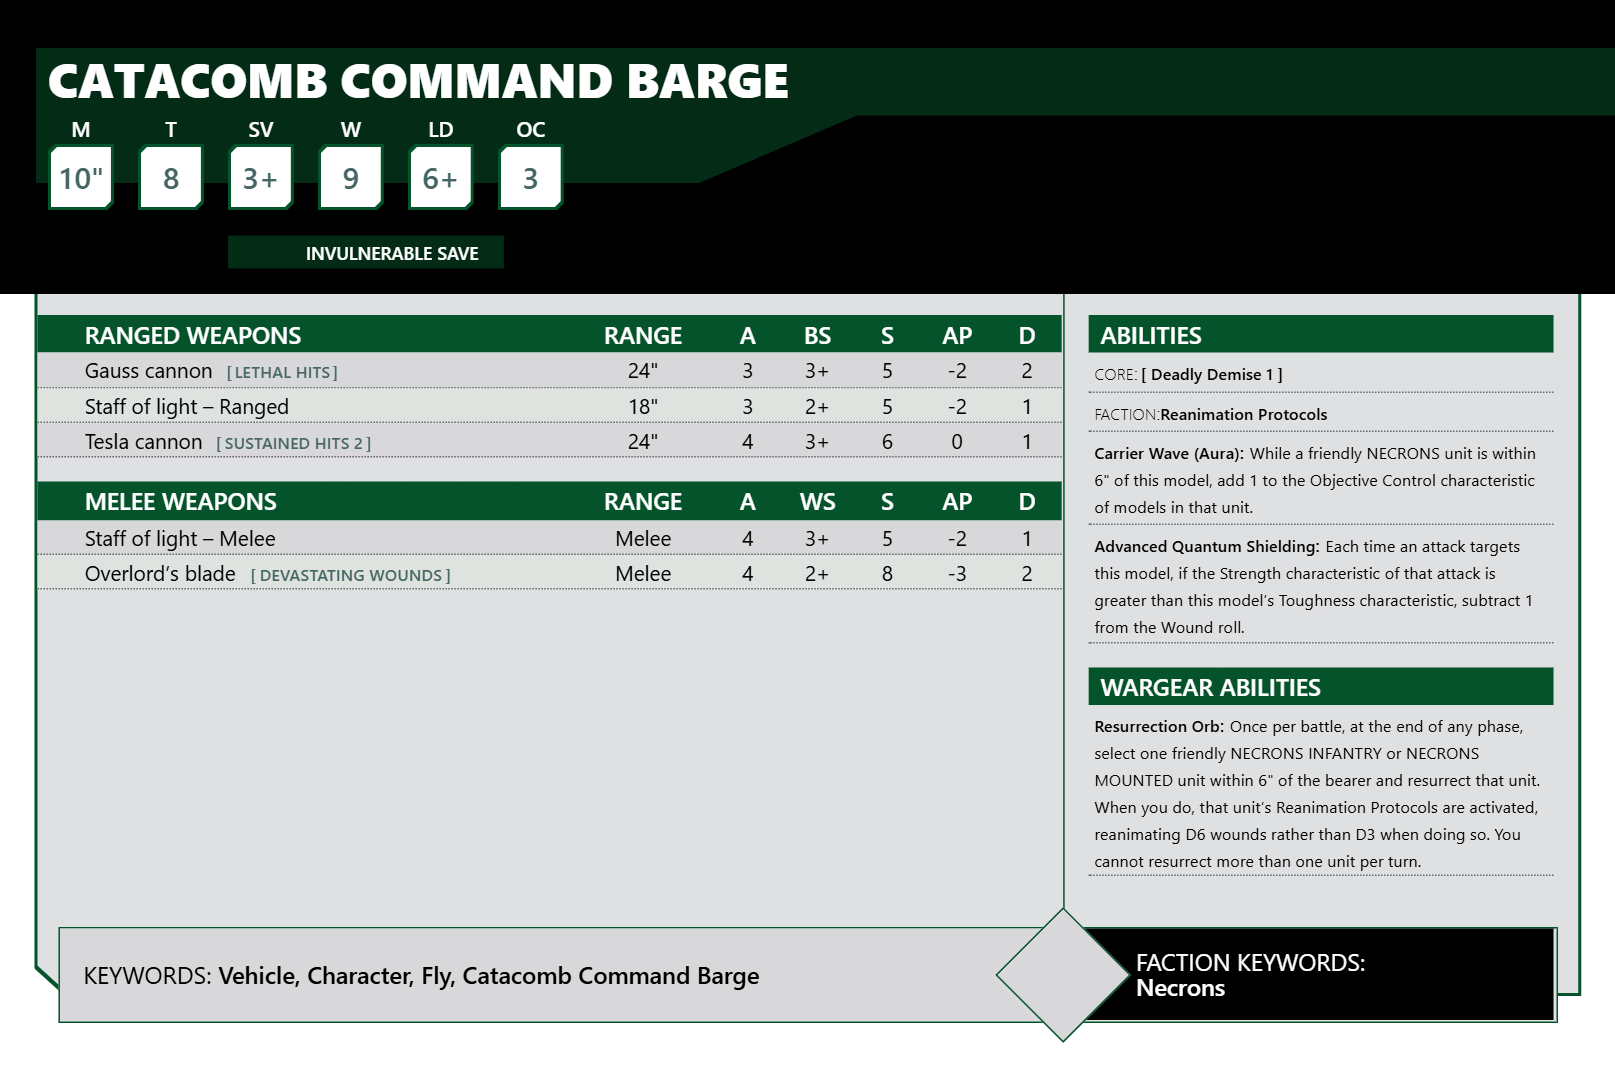 CATACOMB COMMAND BARGE
M T SV W LD OC
10" 8 3+ 9 6+ 3
INVULNERABLE SAVE
RANGED WEAPONS RANGE A BS S AP D
Gauss cannon [ LETHAL HITS ] 24" 3 3+ 5 -2 2
Staff of light – Ranged 18" 3 2+ 5 -2 1
Tesla cannon [ SUSTAINED HITS 2 ] 24" 4 3+ 6 0 1
MELEE WEAPONS RANGE A WS S AP D
Staff of light – Melee Melee 4 3+ 5 -2 1
Overlord’s blade [ DEVASTATING WOUNDS ] Melee 4 2+ 8 -3 2
ABILITIES
CORE: [ Deadly Demise 1 ]
FACTION:Reanimation Protocols
Carrier Wave (Aura): While a friendly NECRONS unit is within
6" of this model, add 1 to the Objective Control characteristic
of models in that unit.
Advanced Quantum Shielding: Each time an attack targets
this model, if the Strength characteristic of that attack is
greater than this model’s Toughness characteristic, subtract 1
from the Wound roll.
WARGEAR ABILITIES
Resurrection Orb: Once per battle, at the end of any phase,
select one friendly NECRONS INFANTRY or NECRONS
MOUNTED unit within 6" of the bearer and resurrect that unit.
When you do, that unit’s Reanimation Protocols are activated,
reanimating D6 wounds rather than D3 when doing so. You
cannot resurrect more than one unit per turn.
KEYWORDS: Vehicle, Character, Fly, Catacomb Command Barge
FACTION KEYWORDS:
Necrons